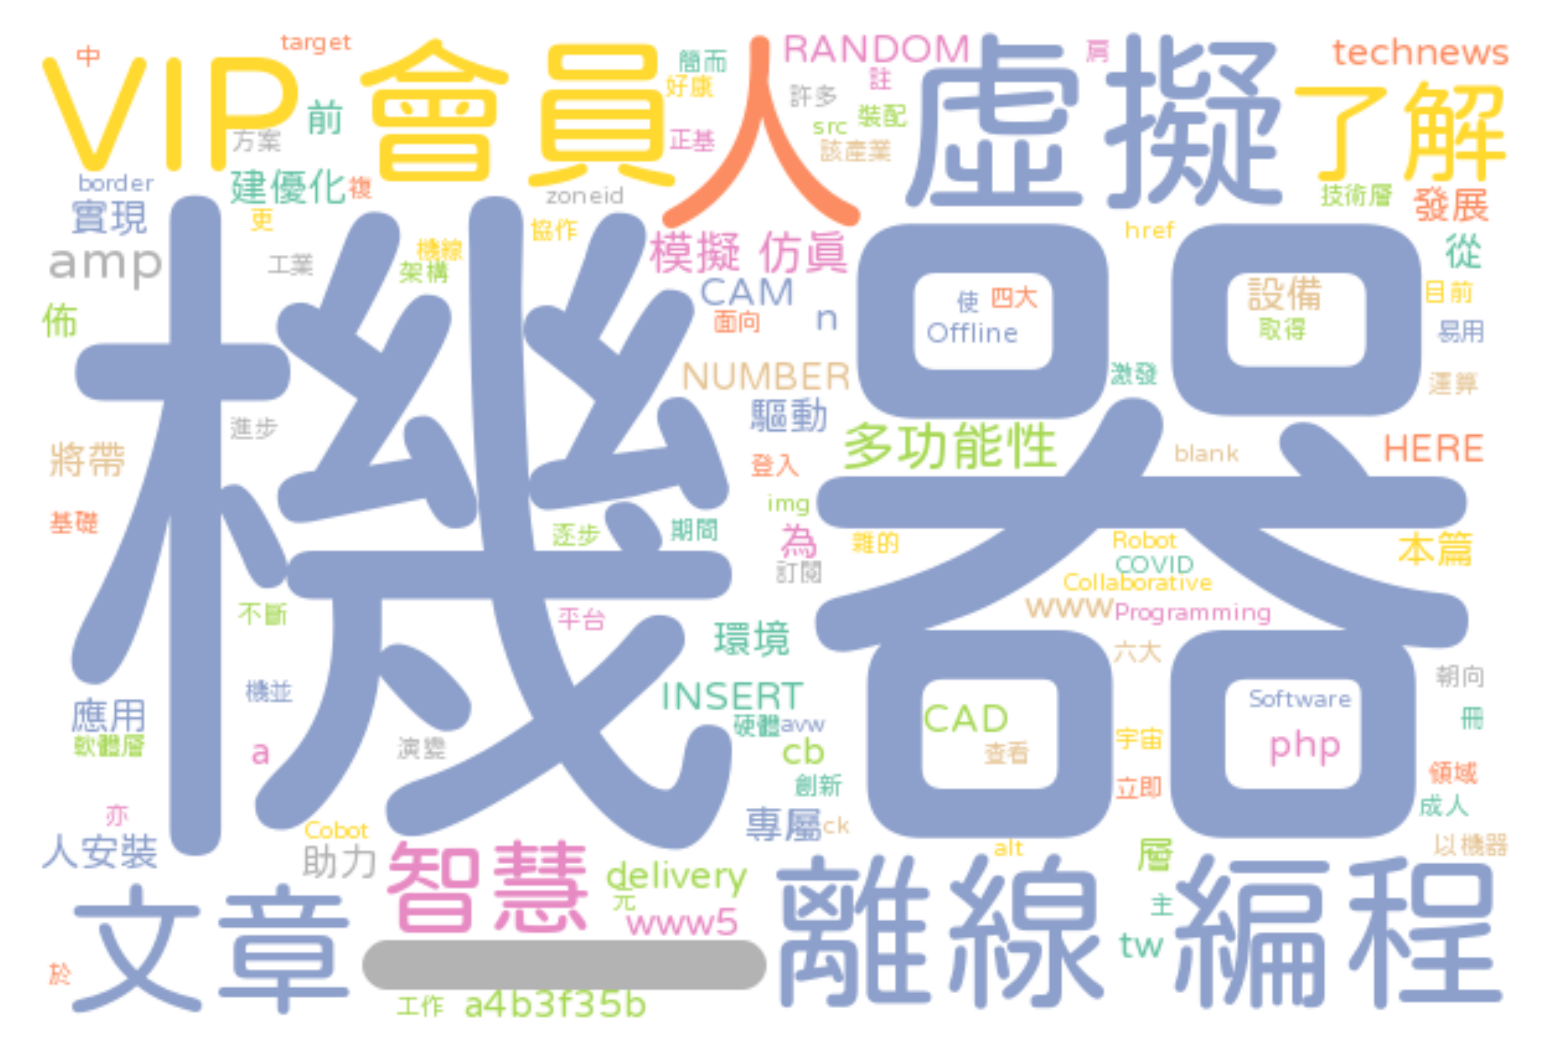 中
target
VIP
會員
簡而
好康
人
RANDOM
註
虛擬
肩
technews
前
方案
正基
許多
src
裝配
該產業
了解
border
建優化
複
zoneid
技術層
實現
更
協作
href
發展
機器
amp
工業
機線
架構
模擬
仿真
從
佈
CAM
面向
n
使
四大
Offline
設備
取得
目前
易用
NUMBER
激發
運算
進步
驅動
多功能性
blank
HERE
將帶
登入
img
基礎
逐步
期間
為
訂閱
雜的
Robot
COVID
Collaborative
www
Programming
本篇
不斷
平台
環境
六大
朝向
機並
INSERT
CAD
Software
應用
硬體
avw
冊
軟體層
a
演變
cb
查看
宇宙
php
創新
立即
領域
成人
亦
Cobot
專屬
ck
人安裝
助力
智慧
delivery
alt
層
以機器
文章
元
www5
離線
主
編程
tw
於
一
工作
a4b3f35b